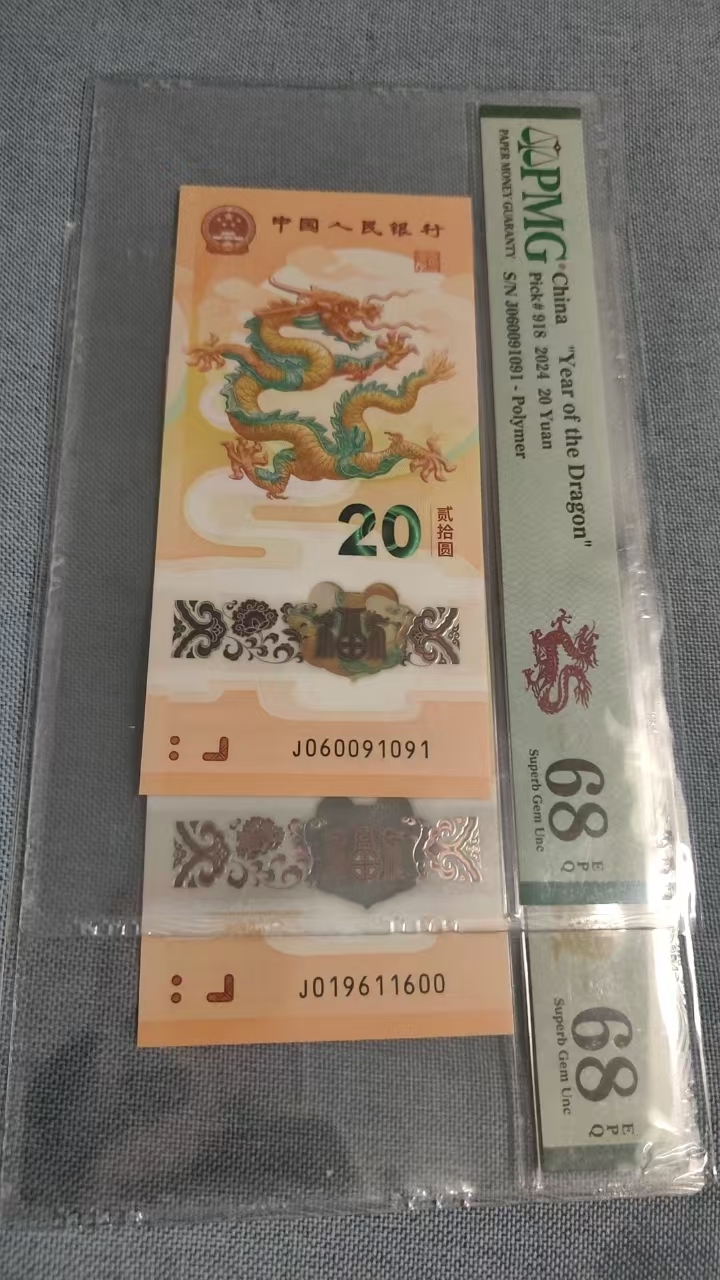 中国人民银行
20
贰拾圆
J060091091
J019611600
PMG
PAPER MONEY GUARANTY
China "Year of the Dragon"
Pick# 918 2024 20 Yuan
S/N J060091091 - Polymer
68 EPQ
Superb Gem Unc
68 EPQ
Superb Gem Unc